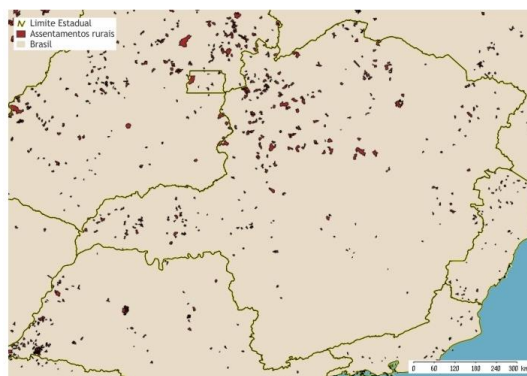 Limite Estadual
Assentamentos rurais
Brasil
0 60 120 180 240 300 km